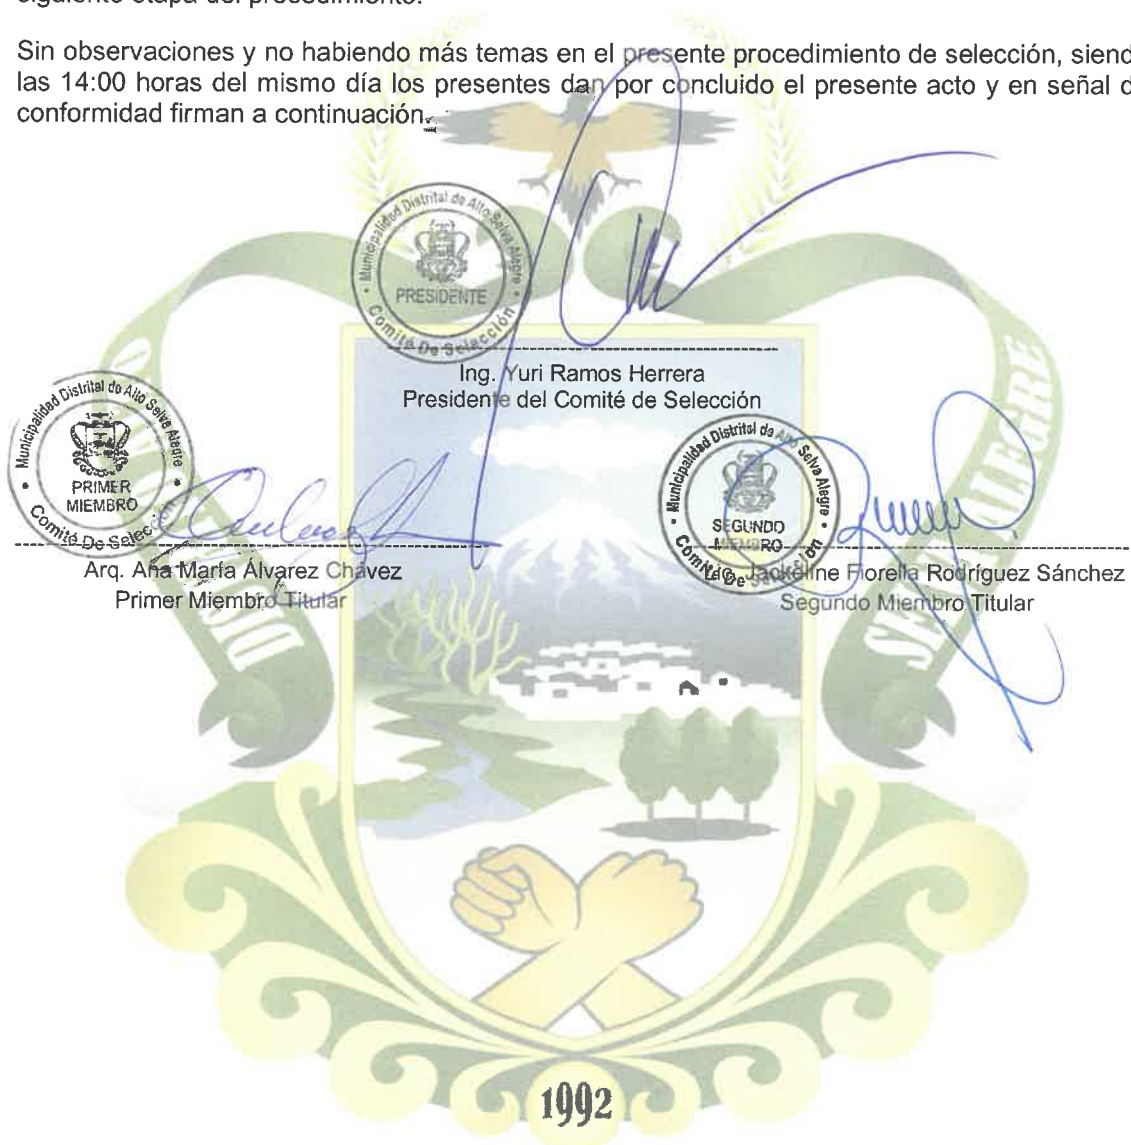 siguiente etapa del procedimiento.
Sin observaciones y no habiendo más temas en el presente procedimiento de selección, siend
las 14:00 horas del mismo día los presentes dan por concluido el presente acto y en señal d
conformidad firman a continuación.
Municipalidad Distrital de Alto Selva Alegre
PRESIDENTE
Comité De Selección
Ing. Yuri Ramos Herrera
Presidente del Comité de Selección
Municipalidad Distrital de Alto Selva Alegre
PRIMER
MIEMBRO
Comité De Selección
Arq. Ana María Álvarez Chávez
Primer Miembro Titular
Municipalidad Distrital de Alto Selva Alegre
SEGUNDO
MIEMBRO
Comité De Selección
Jackeline Fiorella Rodríguez Sánchez
Segundo Miembro Titular
SELVA ALEGRE
1992